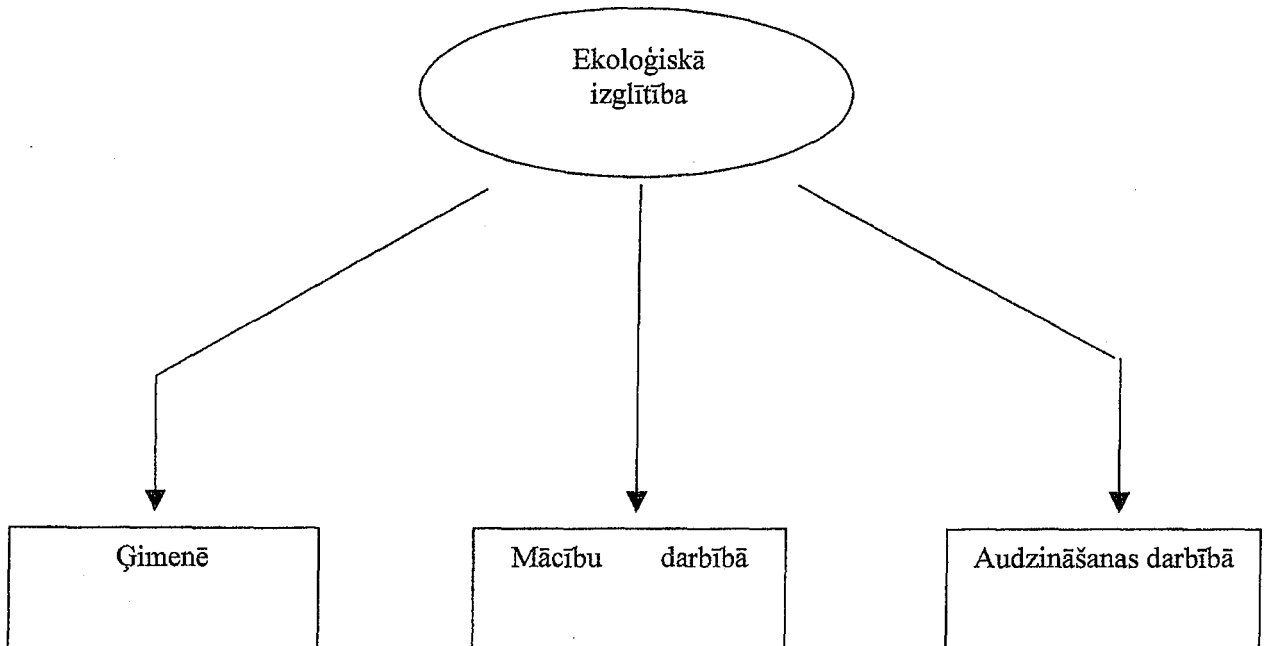 Ekoloģiskā
izglītība
Ģimenē
Mācību darbībā
Audzināšanas darbībā